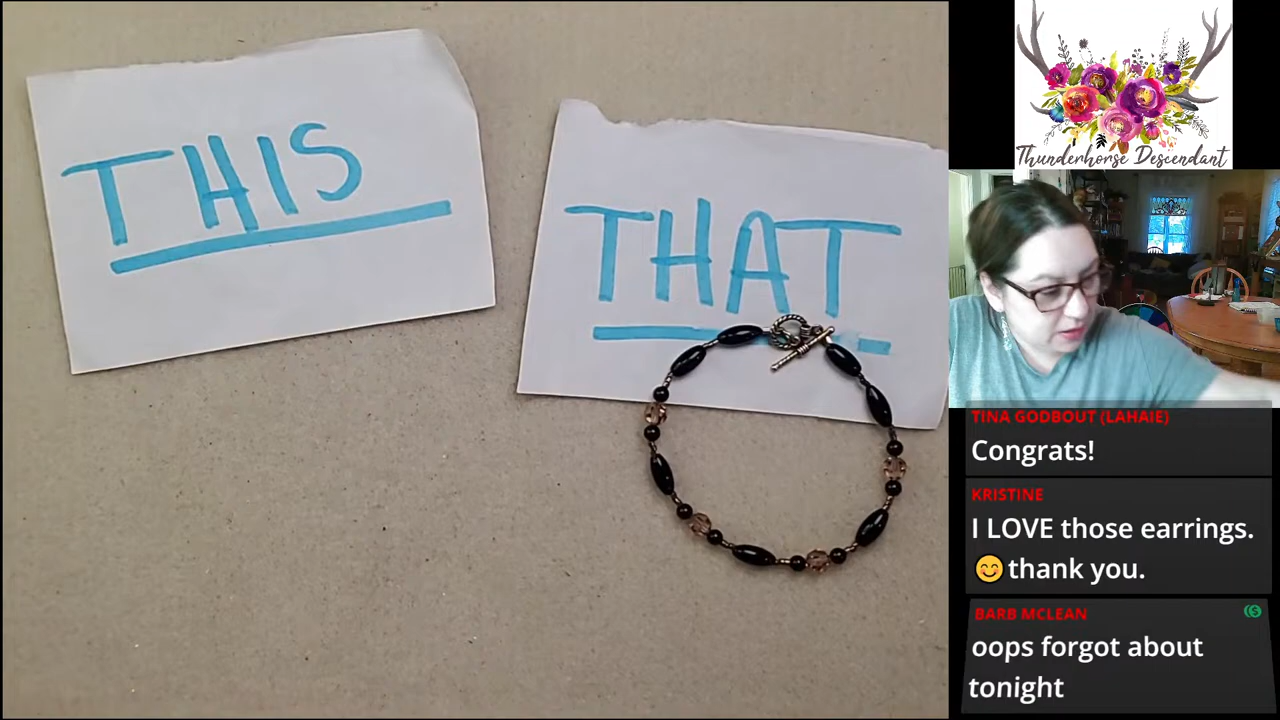 THIS
THAT
Thunderhorse Descendant
TINA GODBOUT (LAHAIE)
Congrats!
KRISTINE
I LOVE those earrings.
😊 thank you.
BARB MCLEAN
oops forgot about
tonight